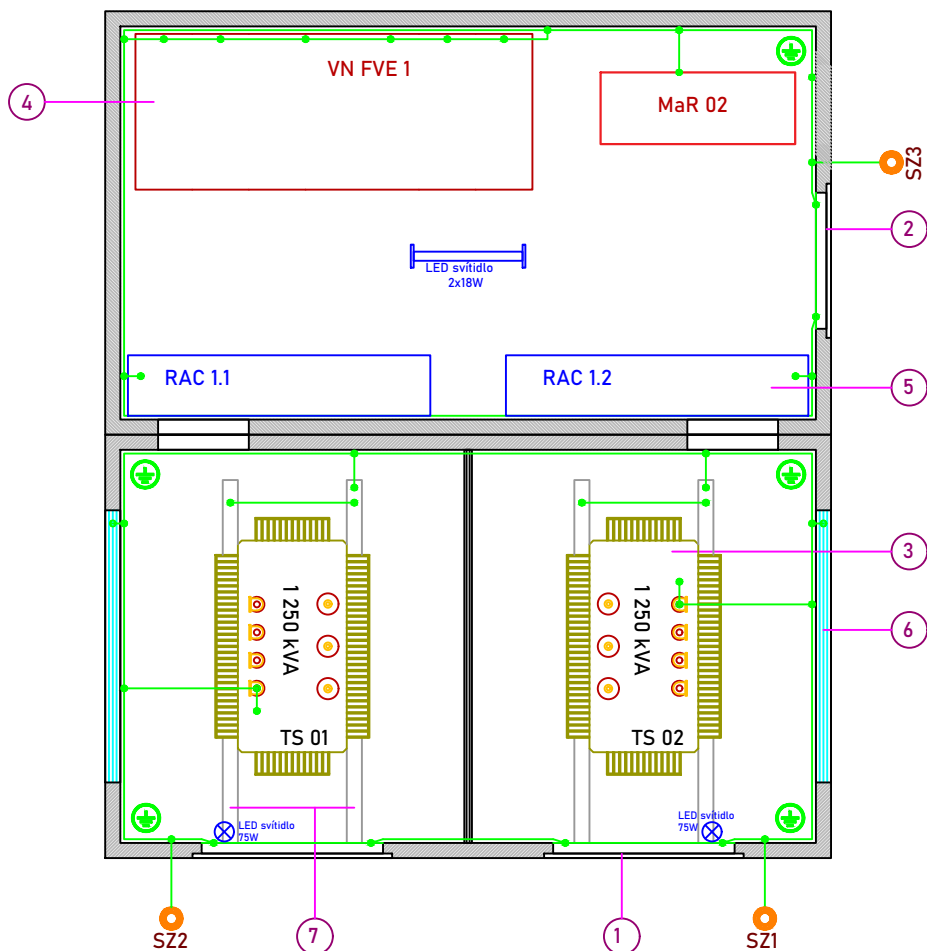 VN FVE 1
4
MaR 02
SZ3
2
LED svítidlo
2x18W
RAC 1.1
RAC 1.2
5
3
1 250 kVA
1 250 kVA
6
TS 01
TS 02
LED svítidlo
75W
LED svítidlo
75W
SZ2
7
1
SZ1